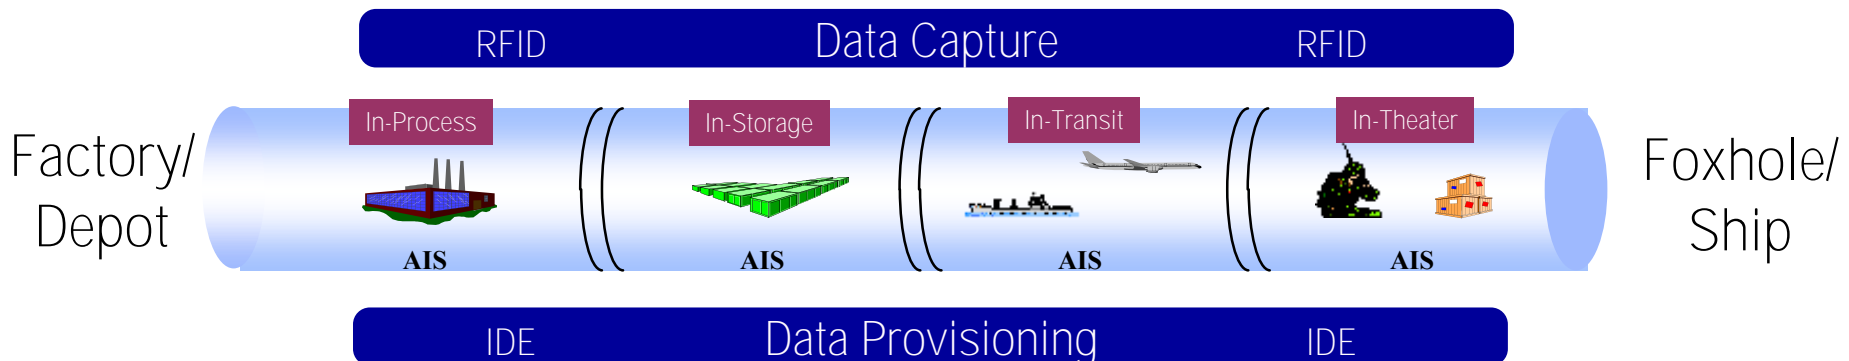 RFID Data Capture RFID
In-Process In-Storage In-Transit In-Theater
Factory/
Depot
Foxhole/
Ship
AIS AIS AIS AIS
IDE Data Provisioning IDE